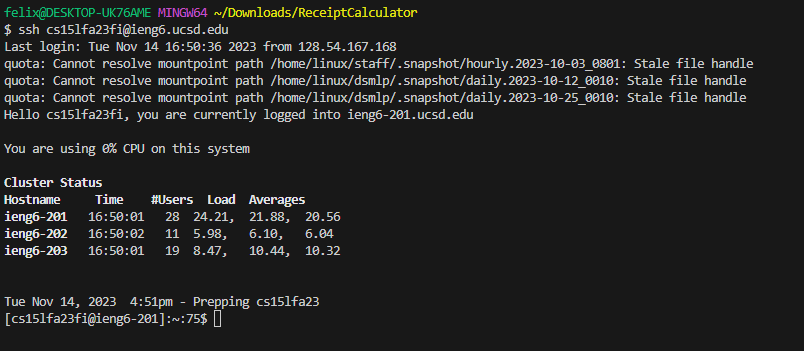 felix@DESKTOP-UK76AME MINGW64 ~/Downloads/ReceiptCalculator
$ ssh cs15lfa23fi@ieng6.ucsd.edu
Last login: Tue Nov 14 16:50:36 2023 from 128.54.167.168
quota: Cannot resolve mountpoint path /home/linux/staff/.snapshot/hourly.2023-10-03_0801: Stale file handle
quota: Cannot resolve mountpoint path /home/linux/dsmlp/.snapshot/daily.2023-10-12_0010: Stale file handle
quota: Cannot resolve mountpoint path /home/linux/dsmlp/.snapshot/daily.2023-10-25_0010: Stale file handle
Hello cs15lfa23fi, you are currently logged into ieng6-201.ucsd.edu
You are using 0% CPU on this system
Cluster Status
Hostname     Time    #Users  Load  Averages
ieng6-201   16:50:01   28  24.21,  21.88,  20.56
ieng6-202   16:50:02   11  5.98,   6.10,   6.04
ieng6-203   16:50:01   19  8.47,   10.44,  10.32
Tue Nov 14, 2023  4:51pm - Prepping cs15lfa23
[cs15lfa23fi@ieng6-201]:~:75$